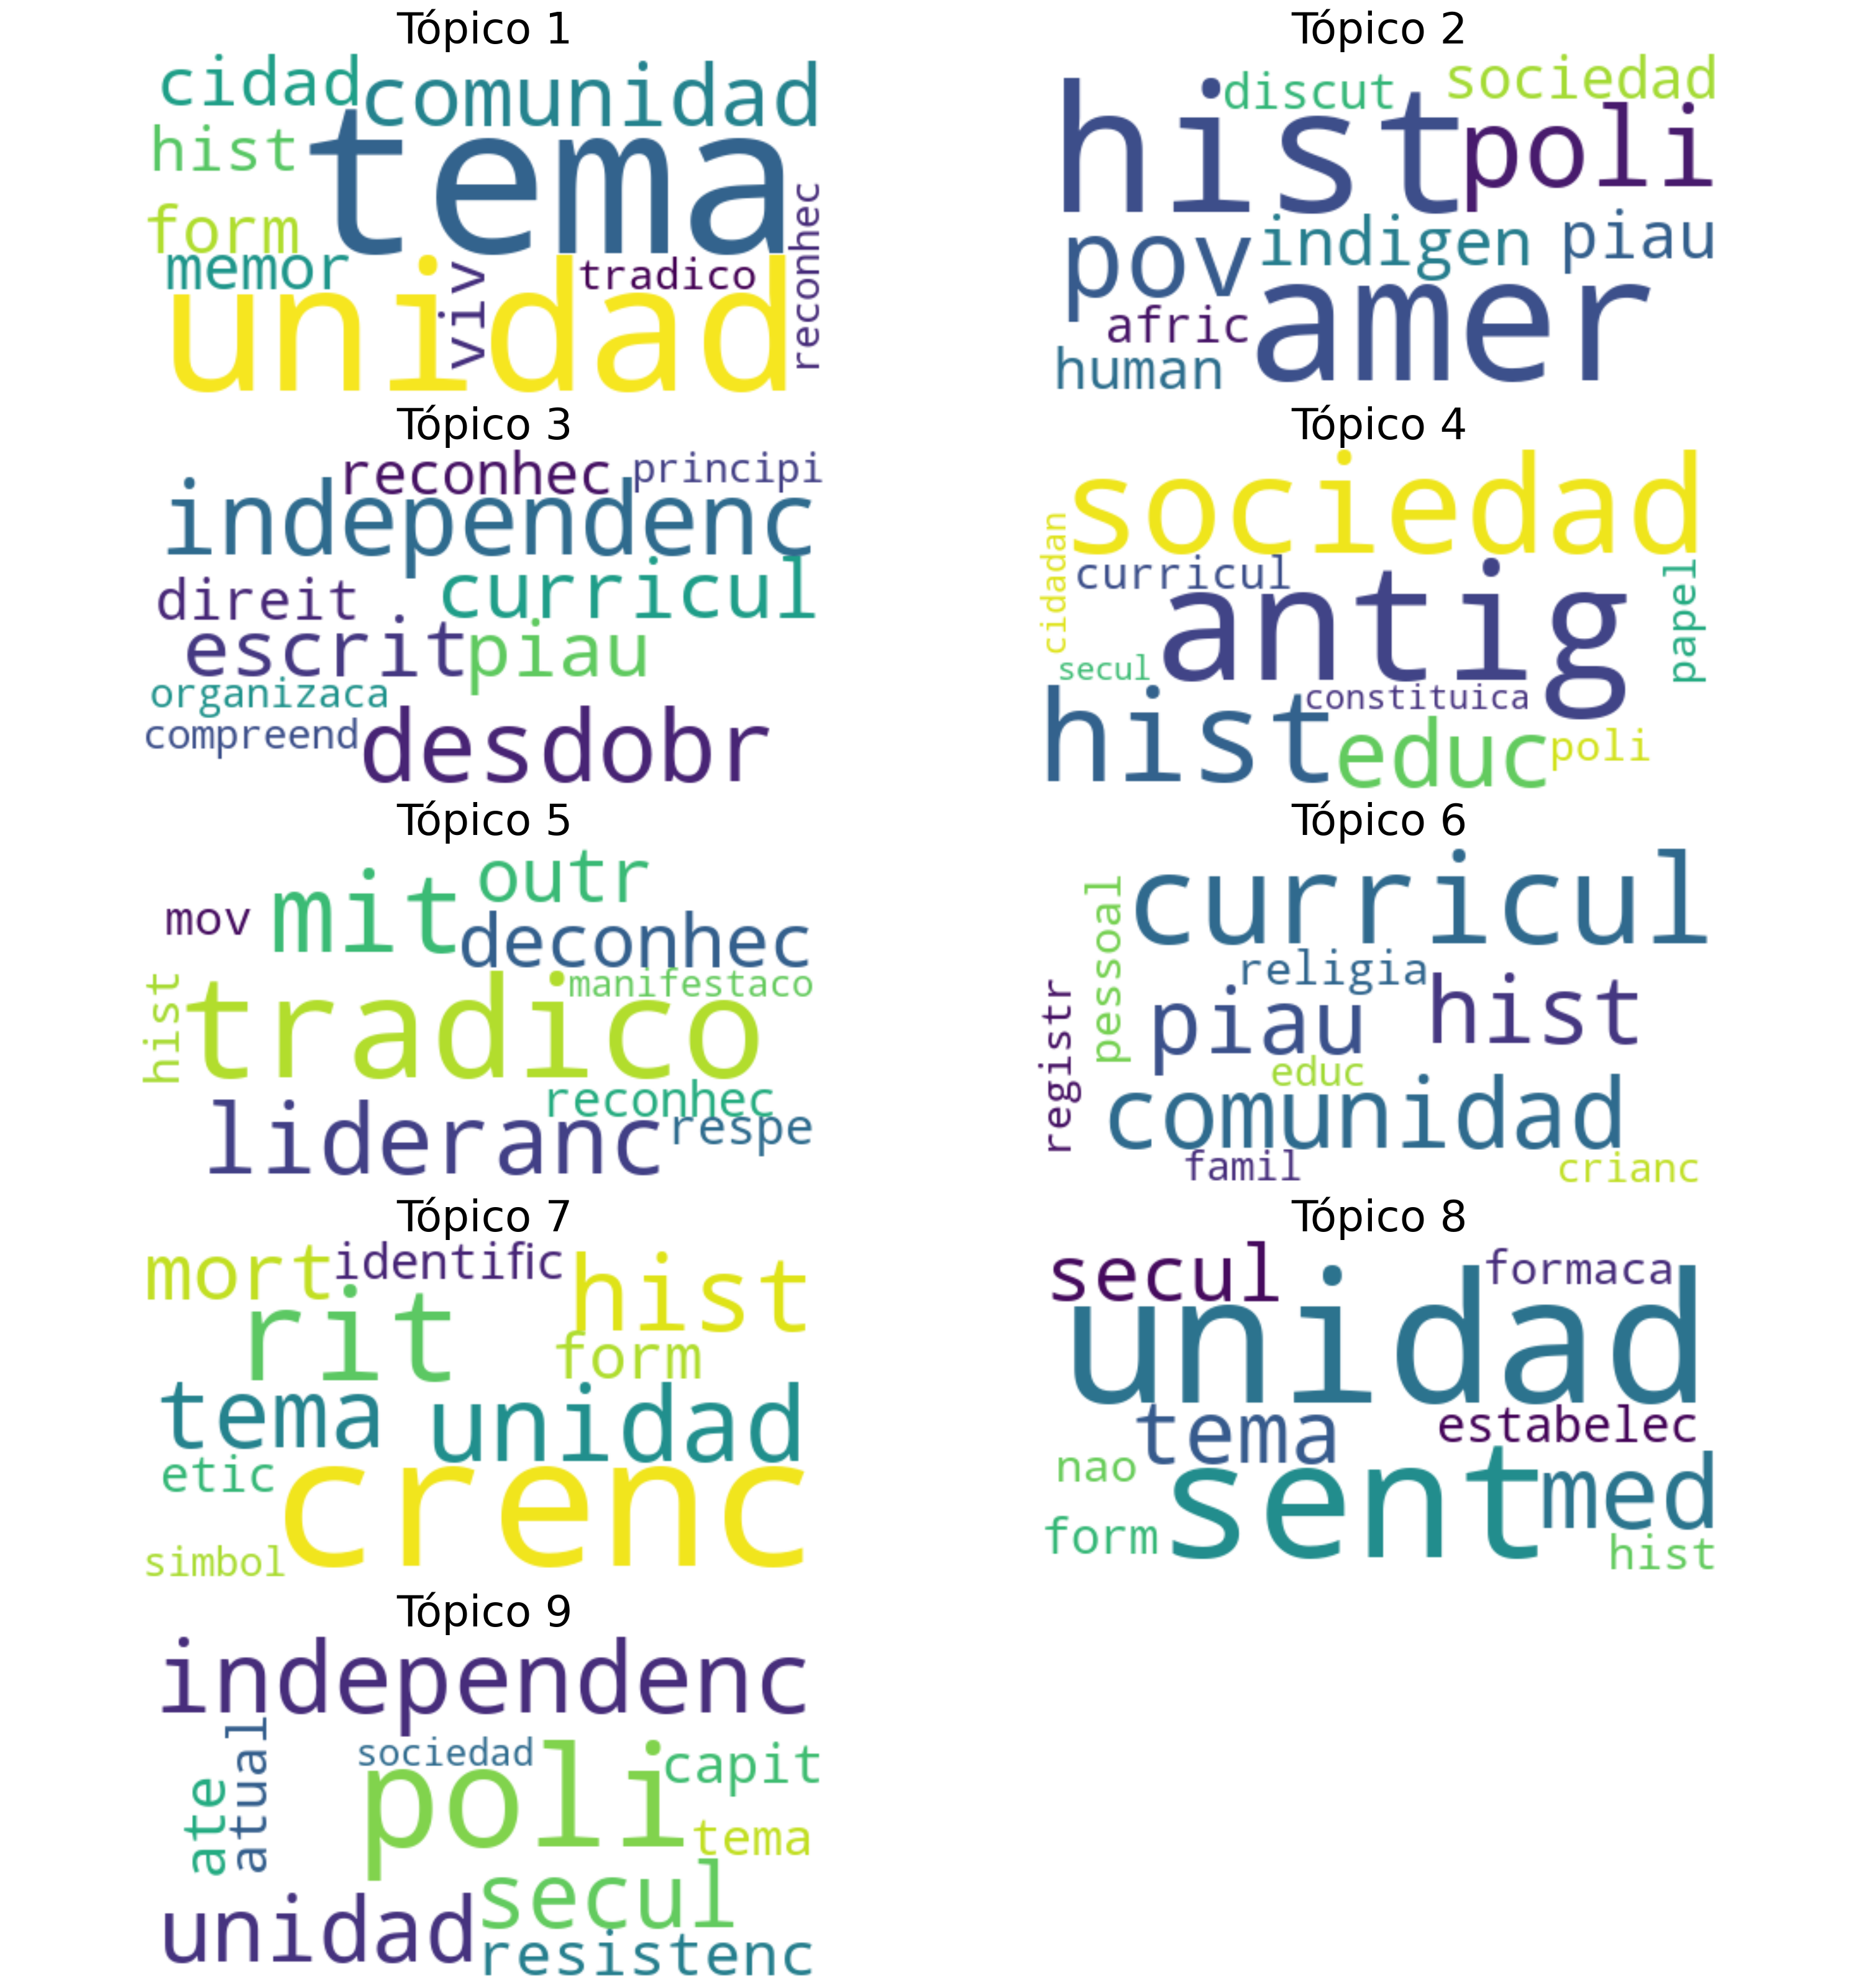 Tópico 1
cidad comunidad
hist tema
form reconhec
memor viv tradico
unidad
Tópico 2
discut sociedad
hist poli
pov indigen piau
afric amer
human
Tópico 3
reconhec principi
independenc
direit curricul
escrit piau
organizaca
compreend desdobr
Tópico 4
sociedad
cidadan curricul antig papel
secul constituica
hist educ poli
Tópico 5
mov mit outr
deconhec
hist manifestaco
tradico
reconhec
lideranc respe
Tópico 6
pessoal curricul
religia
registr piau hist
educ
comunidad
famil crianc
Tópico 7
mort identific hist
rit form
tema unidad
etic crenc
simbol
Tópico 8
secul formaca
unidad
tema estabelec
nao sent med
form hist
Tópico 9
independenc
ate atual sociedad capit
poli tema
secul
unidad resistenc